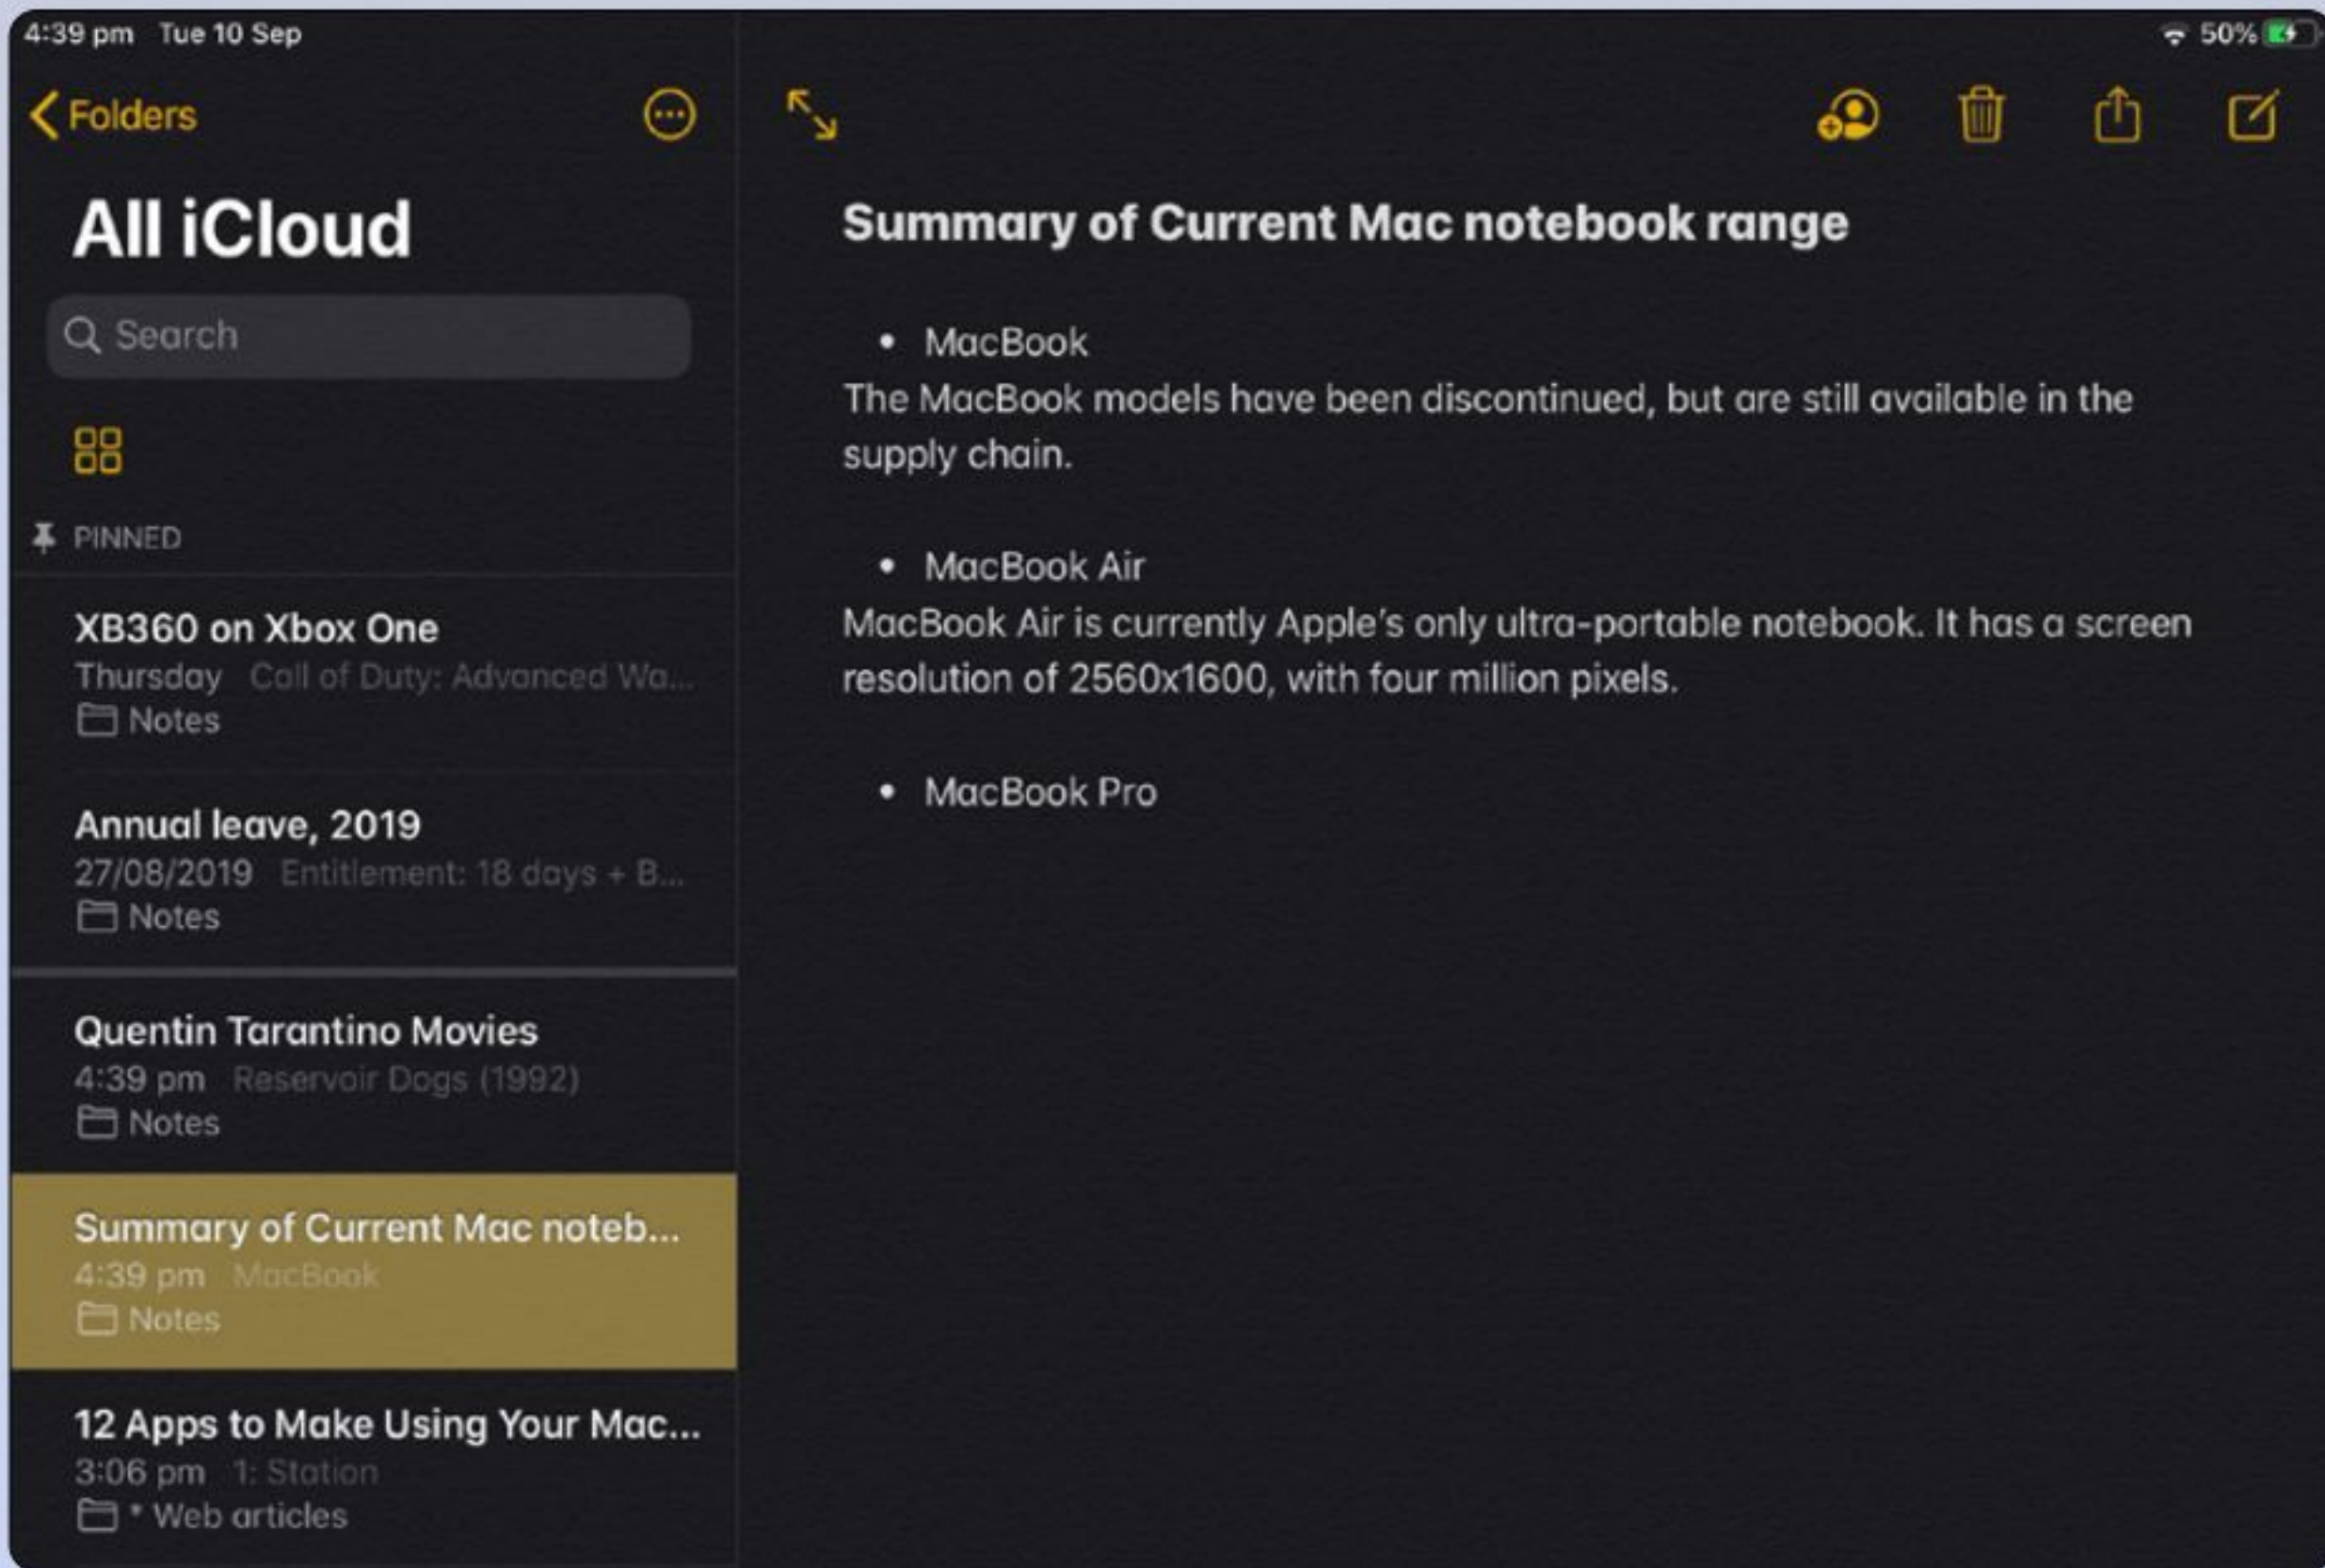 4:39 pm Tue 10 Sep
50%
Folders
All iCloud
Search
PINNED
XB360 on Xbox One
Thursday Call of Duty: Advanced Wa...
Notes
Annual leave, 2019
27/08/2019 Entitlement: 18 days + B...
Notes
Quentin Tarantino Movies
4:39 pm Reservoir Dogs (1992)
Notes
Summary of Current Mac noteb...
4:39 pm MacBook
Notes
12 Apps to Make Using Your Mac...
3:06 pm 1: Station
* Web articles
Summary of Current Mac notebook range
• MacBook
The MacBook models have been discontinued, but are still available in the
supply chain.
• MacBook Air
MacBook Air is currently Apple's only ultra-portable notebook. It has a screen
resolution of 2560x1600, with four million pixels.
• MacBook Pro